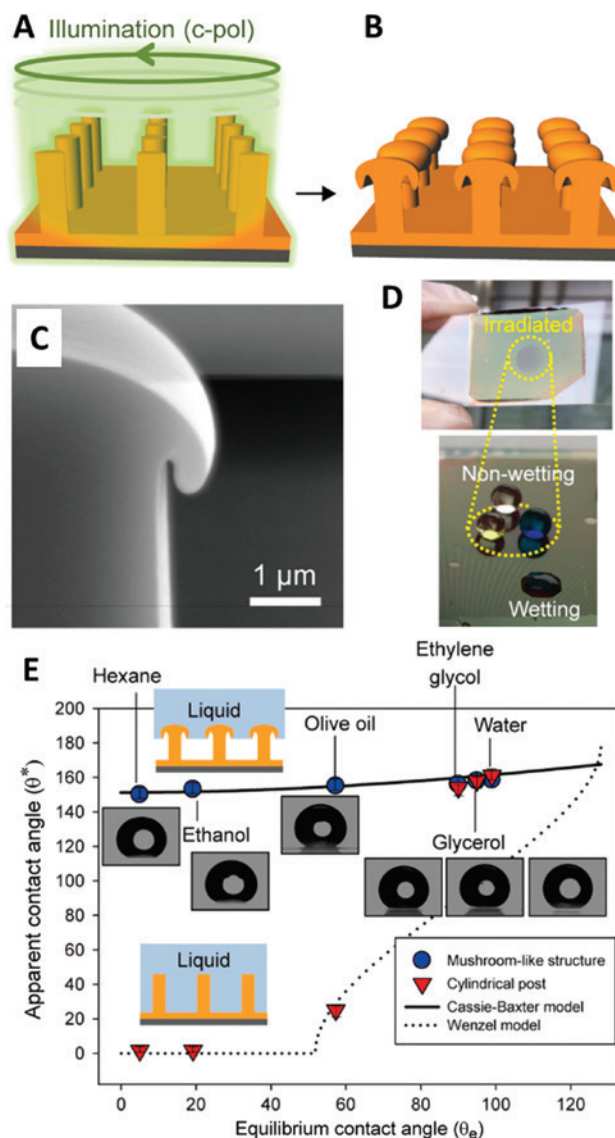 A
Illumination (c-pol)
B
C
1 μm
D
Irradiated
Non-wetting
Wetting
E
Hexane
Liquid
Ethanol
Olive oil
Ethylene
glycol
Water
Glycerol
Liquid
Mushroom-like structure
Cylindrical post
Cassie-Baxter model
Wenzel model
Apparent contact angle (θ*)
200
180
160
140
120
100
80
60
40
20
0
0 20 40 60 80 100 120
Equilibrium contact angle (θe)